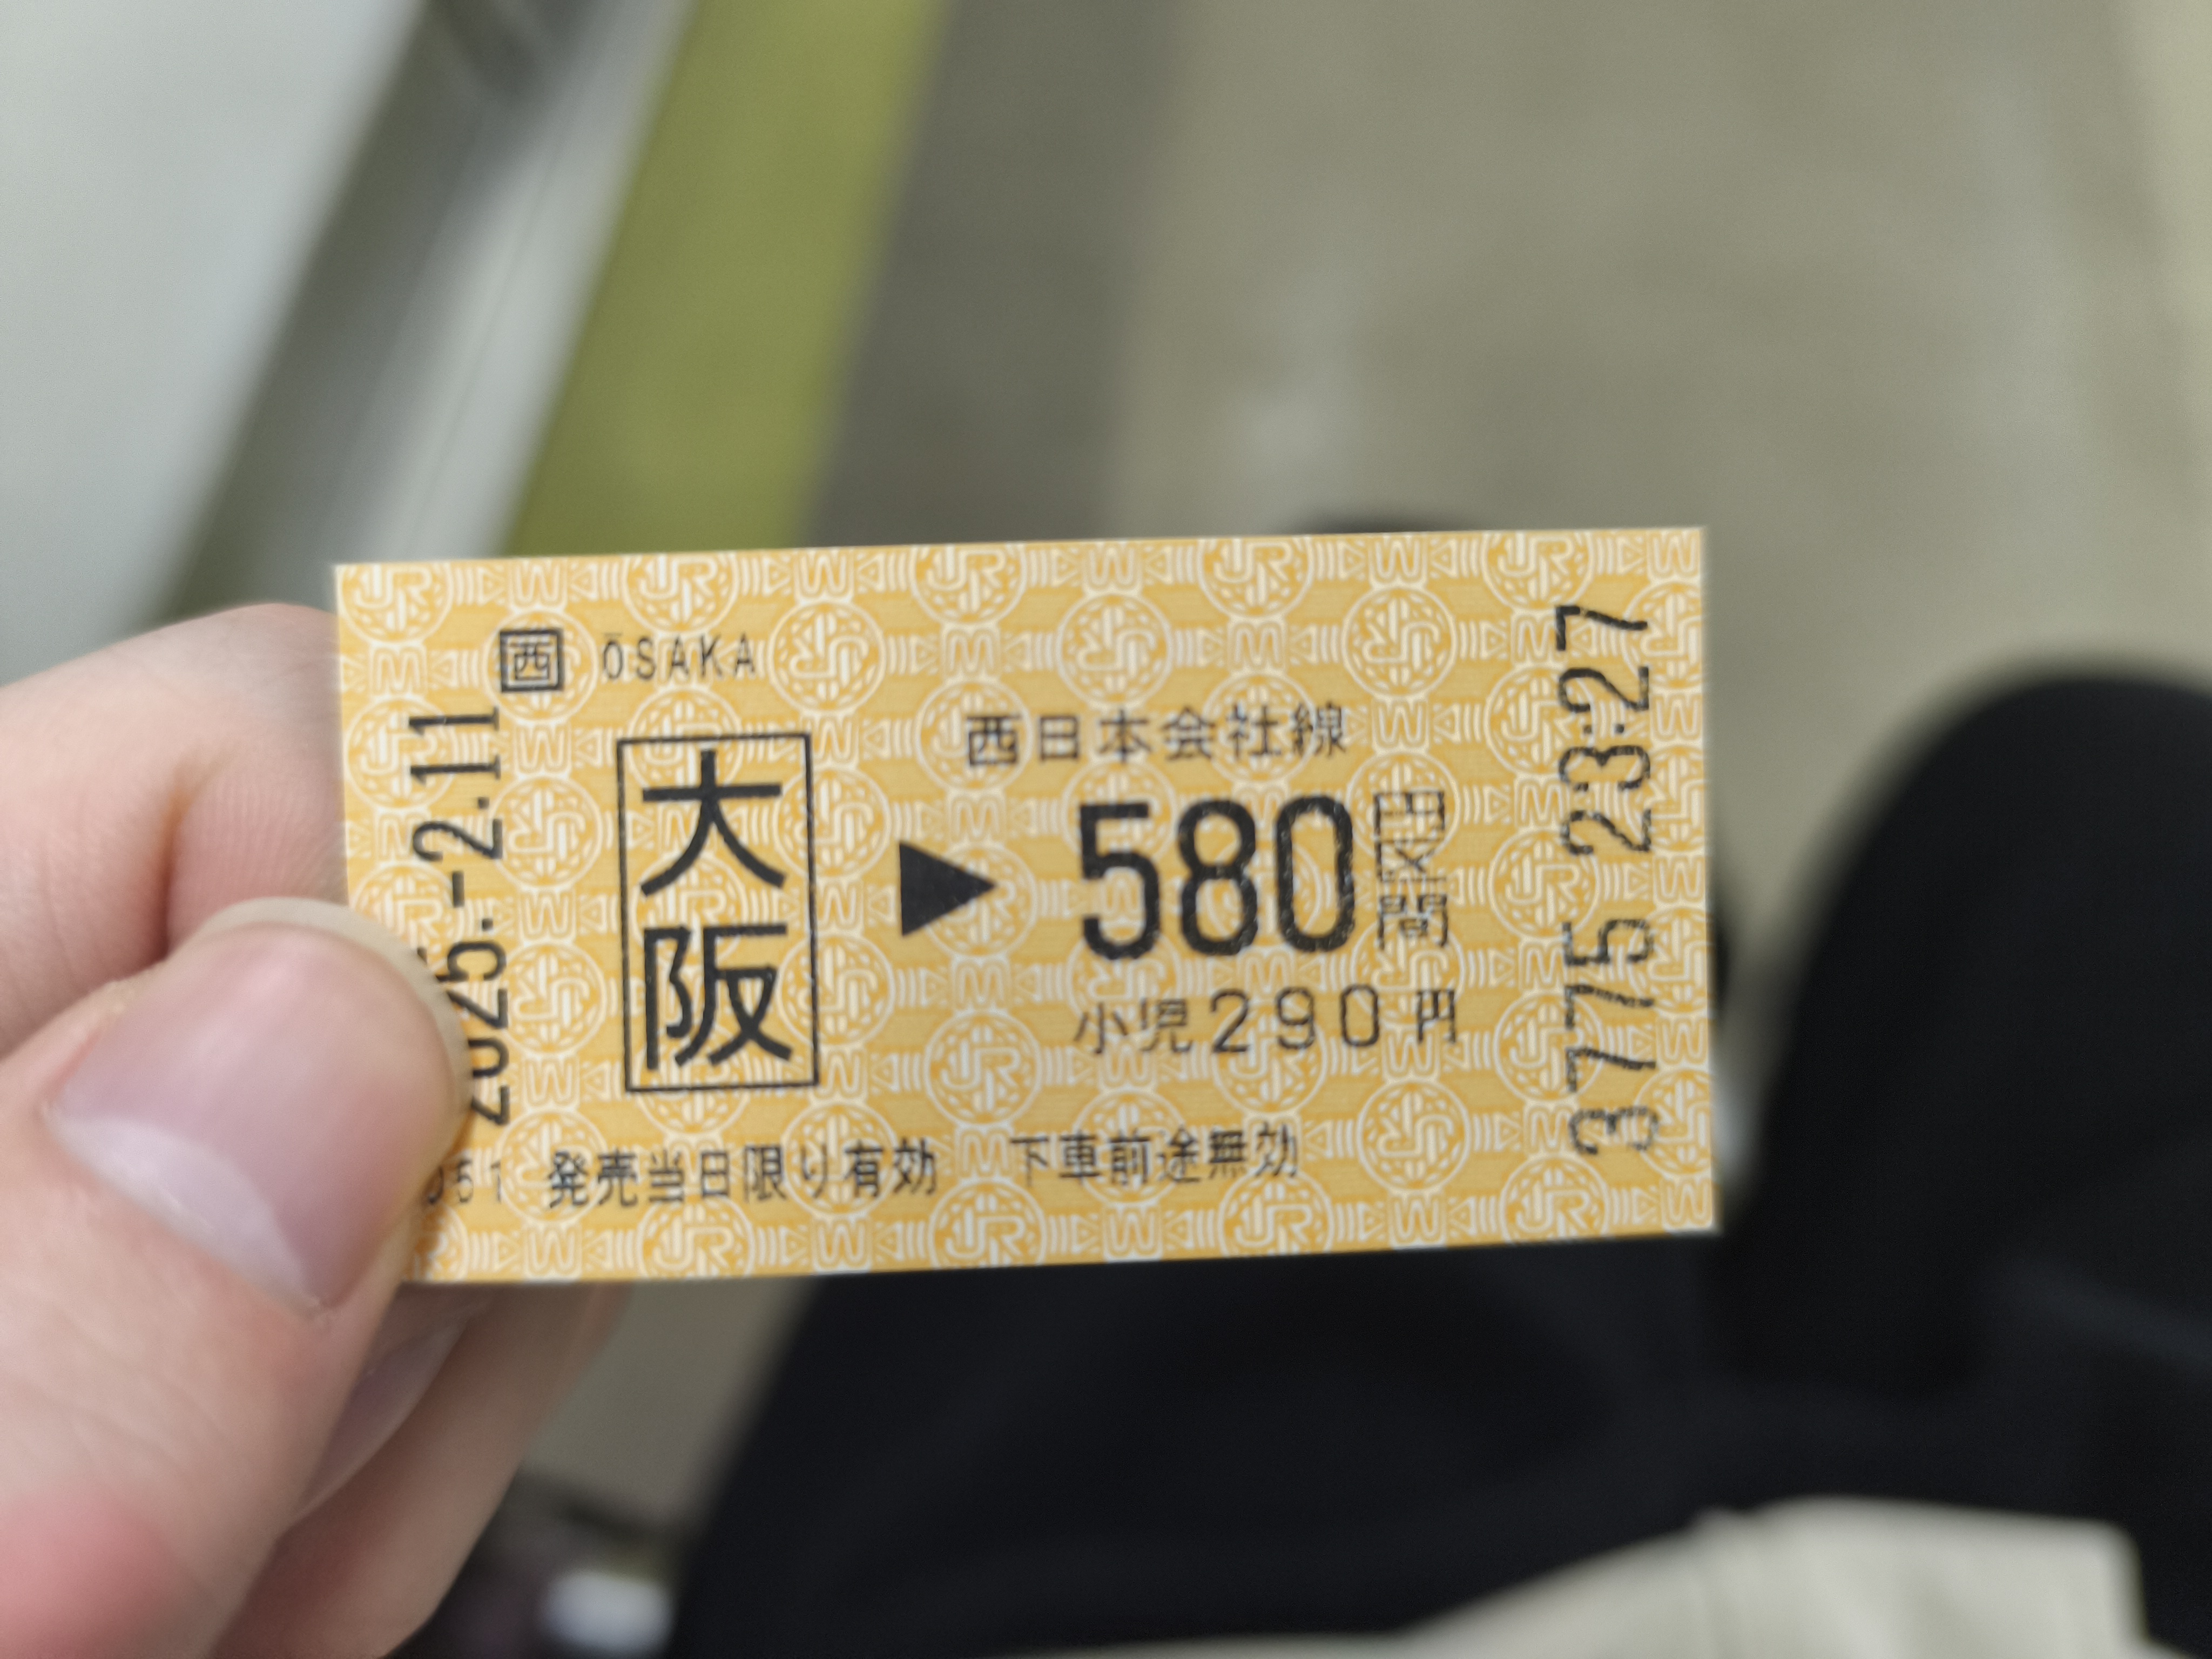 西 ŌSAKA
2025.-2.11
大阪
西日本会社線
▶ 580円区間
小児290円
3775 23:27
51 発売当日限り有効 下車前途無効